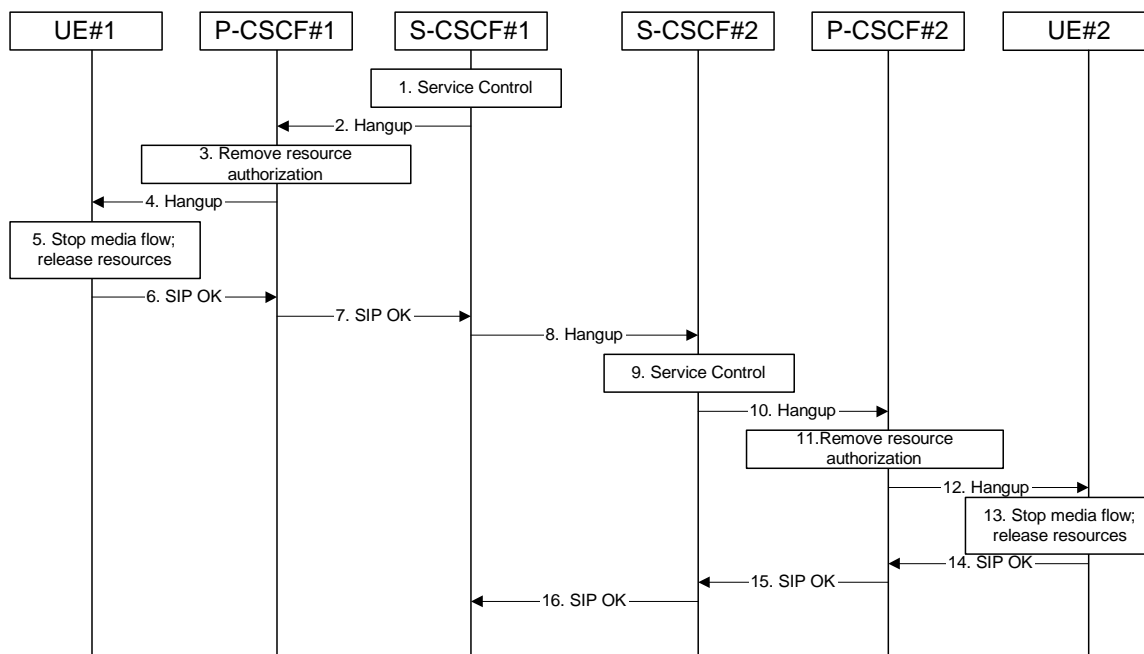 UE#1
P-CSCF#1
S-CSCF#1
S-CSCF#2
P-CSCF#2
UE#2
1. Service Control
2. Hangup
3. Remove resource
authorization
4. Hangup
5. Stop media flow;
release resources
6. SIP OK
7. SIP OK
8. Hangup
9. Service Control
10. Hangup
11.Remove resource
authorization
12. Hangup
13. Stop media flow;
release resources
14. SIP OK
15. SIP OK
16. SIP OK